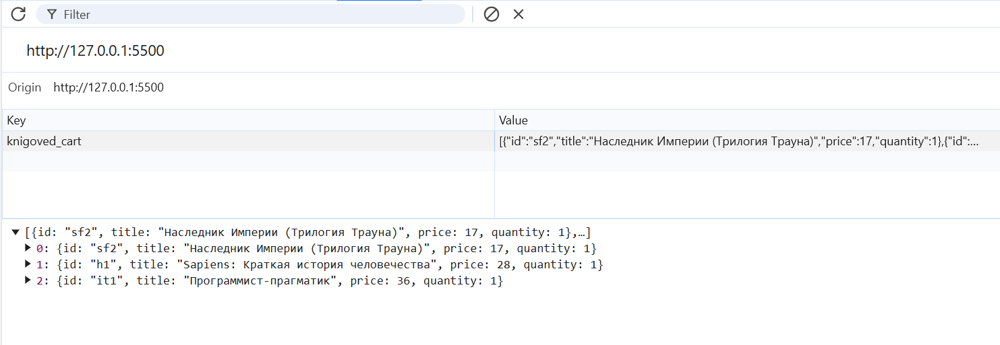 Filter
http://127.0.0.1:5500
Origin http://127.0.0.1:5500
Key Value
knigoved_cart [{"id":"sf2","title":"Наследник Империи (Трилогия Трауна)","price":17,"quantity":1},{"id":...
[{id: "sf2", title: "Наследник Империи (Трилогия Трауна)", price: 17, quantity: 1},…]
0: {id: "sf2", title: "Наследник Империи (Трилогия Трауна)", price: 17, quantity: 1}
1: {id: "h1", title: "Sapiens: Краткая история человечества", price: 28, quantity: 1}
2: {id: "it1", title: "Программист-прагматик", price: 36, quantity: 1}